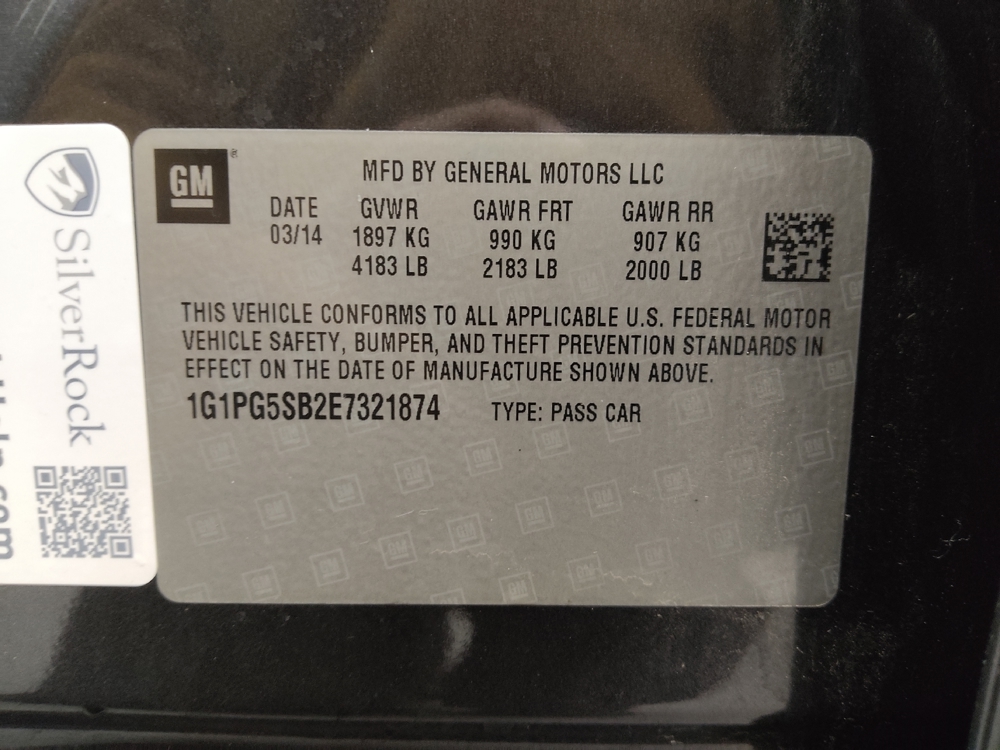 GM
MFD BY GENERAL MOTORS LLC
DATE GVWR GAWR FRT GAWR RR
03/14 1897 KG 990 KG 907 KG
4183 LB 2183 LB 2000 LB
THIS VEHICLE CONFORMS TO ALL APPLICABLE U.S. FEDERAL MOTOR
VEHICLE SAFETY, BUMPER, AND THEFT PREVENTION STANDARDS IN
EFFECT ON THE DATE OF MANUFACTURE SHOWN ABOVE.
1G1PG5SB2E7321874 TYPE: PASS CAR
SilverRock